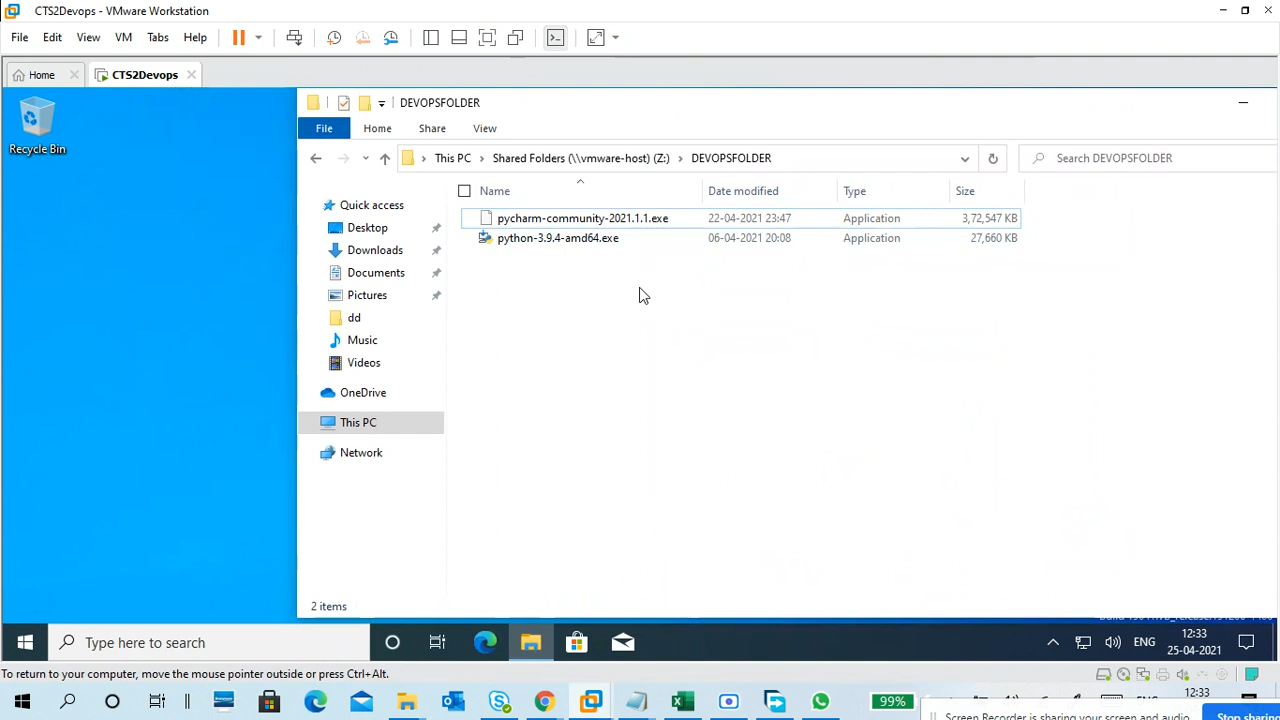 CTS2Devops - VMware Workstation
File Edit View VM Tabs Help
Home CTS2Devops
Recycle Bin
DEVOPSFOLDER
File Home Share View
This PC Shared Folders (\\vmware-host) (Z:) DEVOPSFOLDER
Search DEVOPSFOLDER
Name Date modified Type Size
pycharm-community-2021.1.1.exe 22-04-2021 23:47 Application 3,72,547 KB
python-3.9.4-amd64.exe 06-04-2021 20:08 Application 27,660 KB
Quick access
Desktop
Downloads
Documents
Pictures
dd
Music
Videos
OneDrive
This PC
Network
2 items
Type here to search
ENG
12:33
25-04-2021
To return to your computer, move the mouse pointer outside or press Ctrl+Alt.
99%
12:33
Screen Recorder is sharing your screen and audio.
Stop sharing